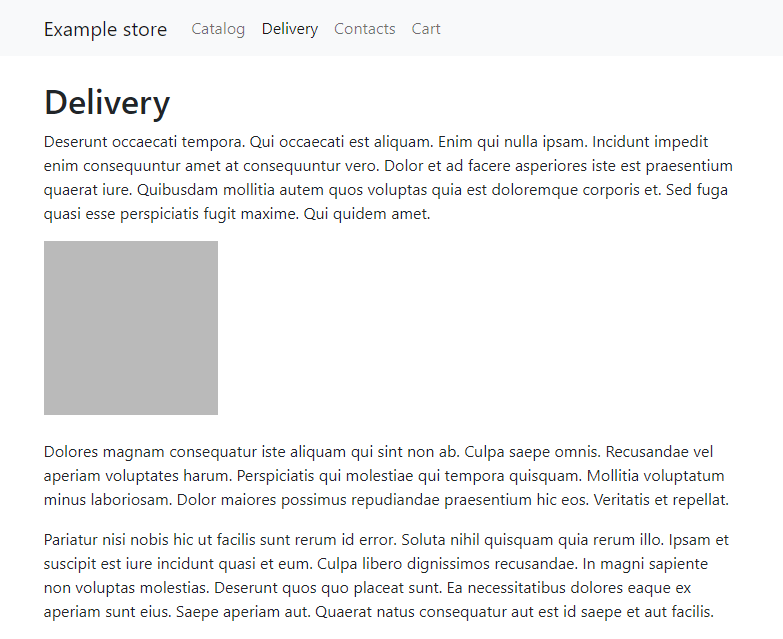 Example store Catalog Delivery Contacts Cart
Delivery
Deserunt occaecati tempora. Qui occaecati est aliquam. Enim qui nulla ipsam. Incidunt impedit
enim consequuntur amet at consequuntur vero. Dolor et ad facere asperiores iste est praesentium
quaerat iure. Quibusdam mollitia autem quos voluptas quia est doloremque corporis et. Sed fuga
quasi esse perspiciatis fugit maxime. Qui quidem amet.
Dolores magnam consequatur iste aliquam qui sint non ab. Culpa saepe omnis. Recusandae vel
aperiam voluptates harum. Perspiciatis qui molestiae qui tempora quisquam. Mollitia voluptatum
minus laboriosam. Dolor maiores possimus repudiandae praesentium hic eos. Veritatis et repellat.
Pariatur nisi nobis hic ut facilis sunt rerum id error. Soluta nihil quisquam quia rerum illo. Ipsam et
suscipit est iure incidunt quasi et eum. Culpa libero dignissimos recusandae. In magni sapiente
non voluptas molestias. Deserunt quos quo placeat sunt. Ea necessitatibus dolores eaque ex
aperiam sunt eius. Saepe aperiam aut. Quaerat natus consequatur aut est id saepe et aut facilis.